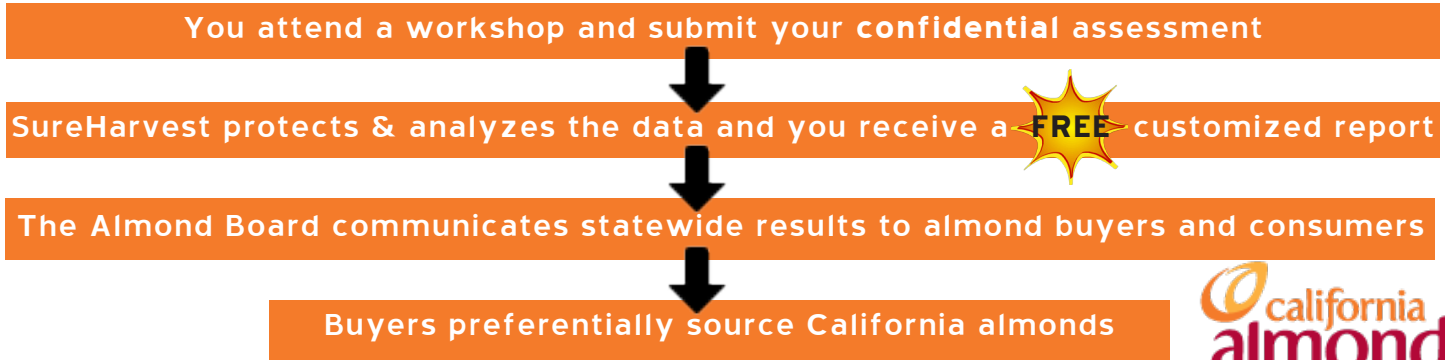 You attend a workshop and submit your confidential assessment
SureHarvest protects & analyzes the data and you receive a FREE customized report
The Almond Board communicates statewide results to almond buyers and consumers
Buyers preferentially source California almonds
california
almond